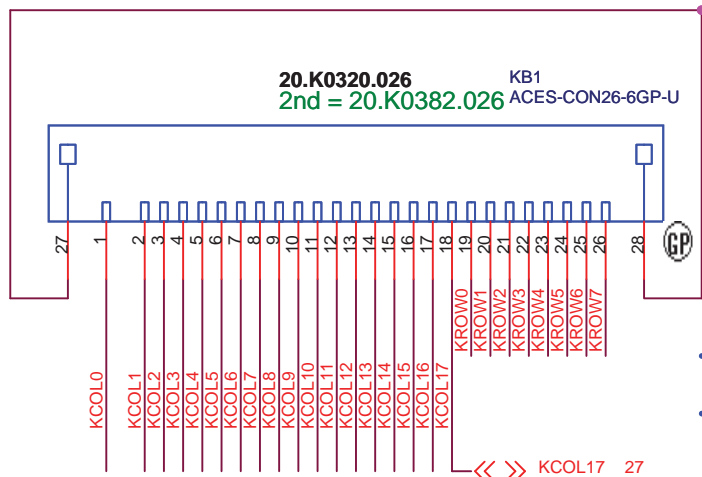 20.K0320.026
2nd = 20.K0382.026
KB1
ACES-CON26-6GP-U
27
1
2
3
4
5
6
7
8
9
10
11
12
13
14
15
16
17
18
19
20
21
22
23
24
25
26
28
GP
KROW0
KROW1
KROW2
KROW3
KROW4
KROW5
KROW6
KROW7
KCOL0
KCOL1
KCOL2
KCOL3
KCOL4
KCOL5
KCOL6
KCOL7
KCOL8
KCOL9
KCOL10
KCOL11
KCOL12
KCOL13
KCOL14
KCOL15
KCOL16
KCOL17
KCOL17 27